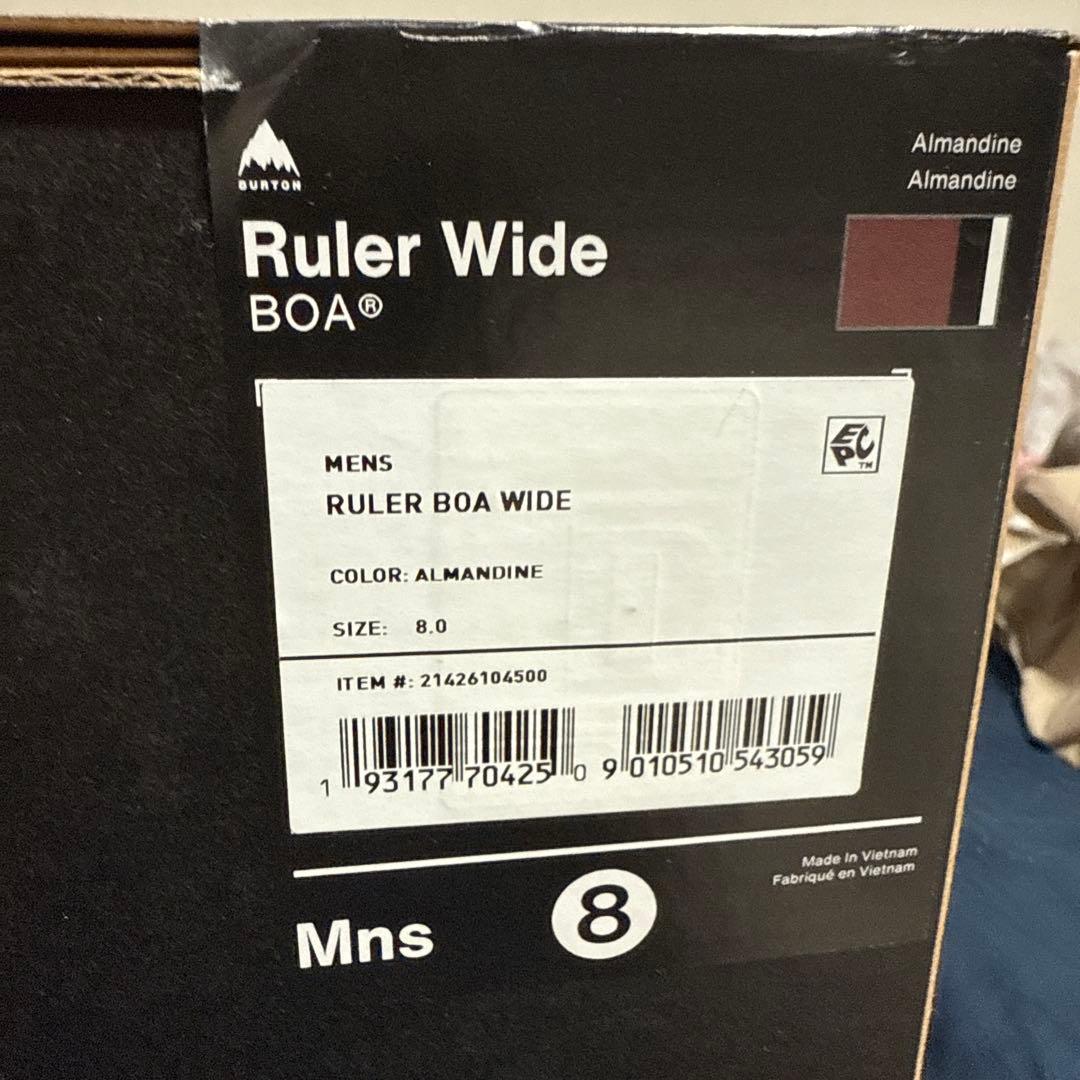 BURTON
Almandine
Almandine
Ruler Wide
BOA®
EPC™
MENS
RULER BOA WIDE
COLOR: ALMANDINE
SIZE: 8.0
ITEM #: 21426104500
1 93177 70425 0
9 010510 543059
Made In Vietnam
Fabriqué en Vietnam
Mns 8